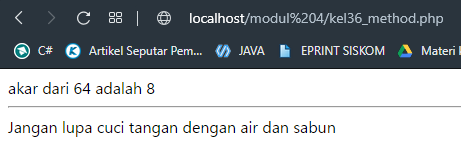 localhost/modul%204/kel36_method.php
C# Artikel Seputar Pem... JAVA EPRINT SISKOM Materi
akar dari 64 adalah 8
Jangan lupa cuci tangan dengan air dan sabun